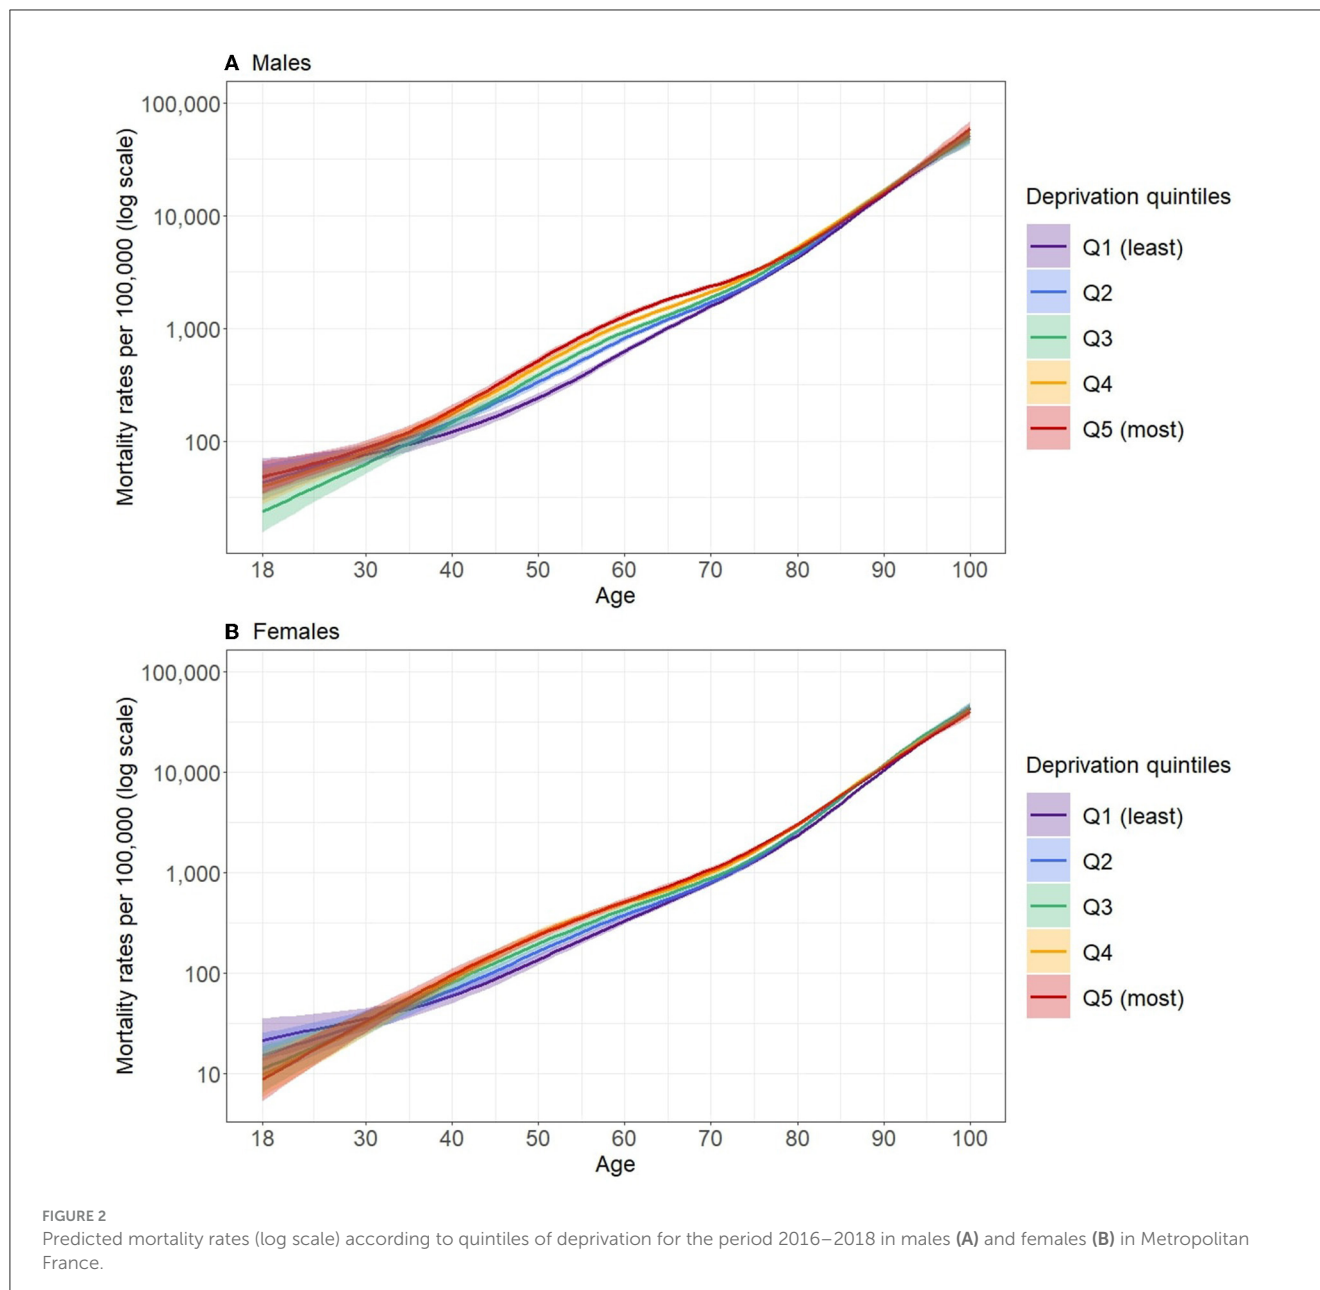 A Males
100,000
10,000
1,000
100
Mortality rates per 100,000 (log scale)
18 30 40 50 60 70 80 90 100
Age
Deprivation quintiles
Q1 (least)
Q2
Q3
Q4
Q5 (most)
B Females
100,000
10,000
1,000
100
10
Mortality rates per 100,000 (log scale)
18 30 40 50 60 70 80 90 100
Age
Deprivation quintiles
Q1 (least)
Q2
Q3
Q4
Q5 (most)
FIGURE 2
Predicted mortality rates (log scale) according to quintiles of deprivation for the period 2016–2018 in males (A) and females (B) in Metropolitan
France.